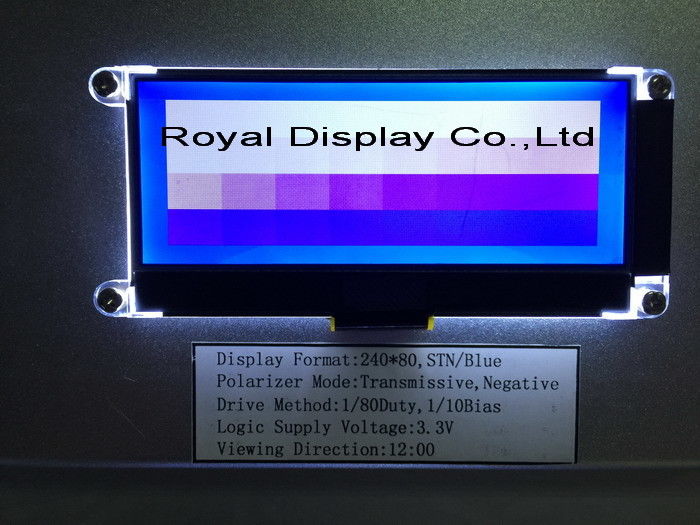 Royal Display Co.,Ltd
Display Format:240*80,STN/Blue
Polarizer Mode:Transmissive,Negative
Drive Method:1/80Duty,1/10Bias
Logic Supply Voltage:3.3V
Viewing Direction:12:00